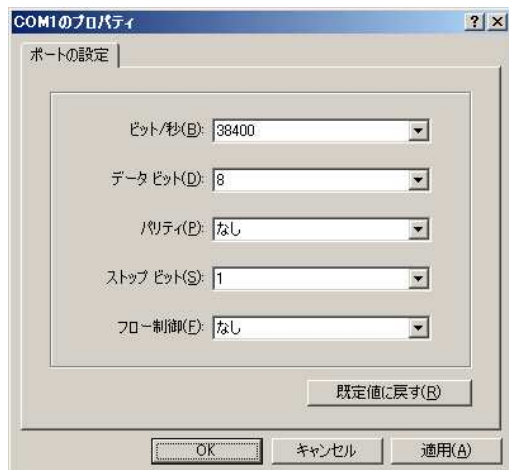 COM1のプロパティ
ポートの設定
ビット/秒(B): 38400
データ ビット(D): 8
パリティ(P): なし
ストップ ビット(S): 1
フロー制御(F): なし
既定値に戻す(R)
OK キャンセル 適用(A)